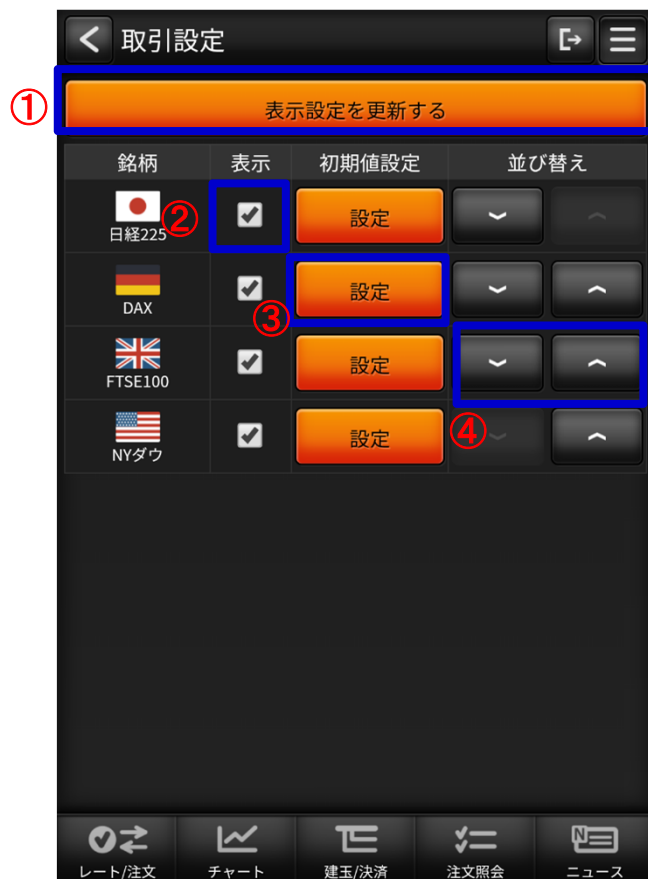 取引設定
①
表示設定を更新する
銘柄 表示 初期値設定 並び替え
②
日経225
設定
DAX
設定
③
FTSE100
設定
NYダウ
設定
④
N
レート/注文 チャート 建玉/決済 注文照会 ニュース